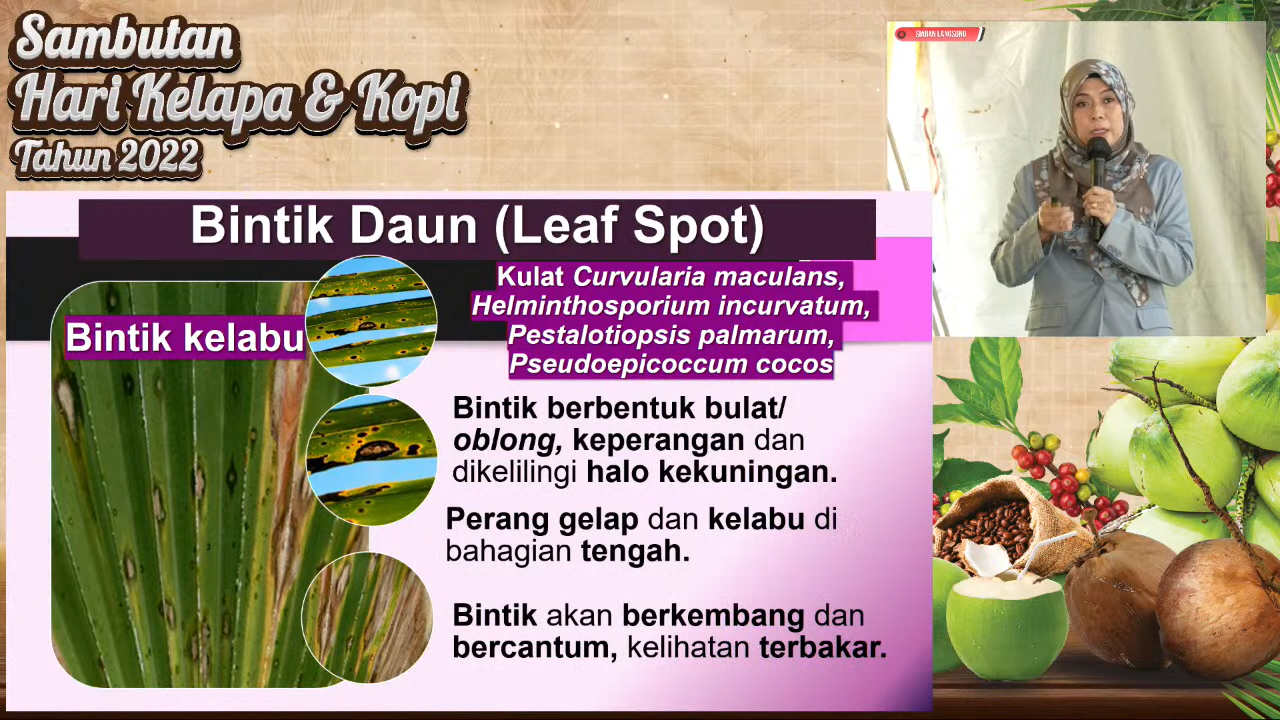 Sambutan
Hari Kelapa & Kopi
Tahun 2022
SIARAN LANGSUNG
Bintik Daun (Leaf Spot)
Bintik kelabu
Kulat Curvularia maculans,
Helminthosporium incurvatum,
Pestalotiopsis palmarum,
Pseudoepicoccum cocos
Bintik berbentuk bulat/
oblong, keperangan dan
dikelilingi halo kekuningan.
Perang gelap dan kelabu di
bahagian tengah.
Bintik akan berkembang dan
bercantum, kelihatan terbakar.